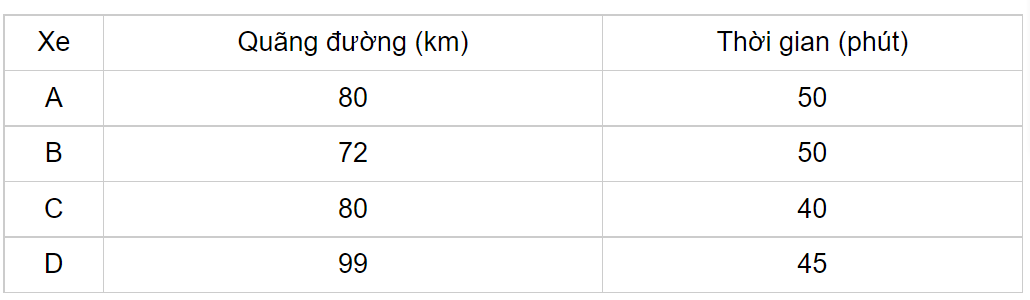 Xe Quãng đường (km) Thời gian (phút)
A 80 50
B 72 50
C 80 40
D 99 45